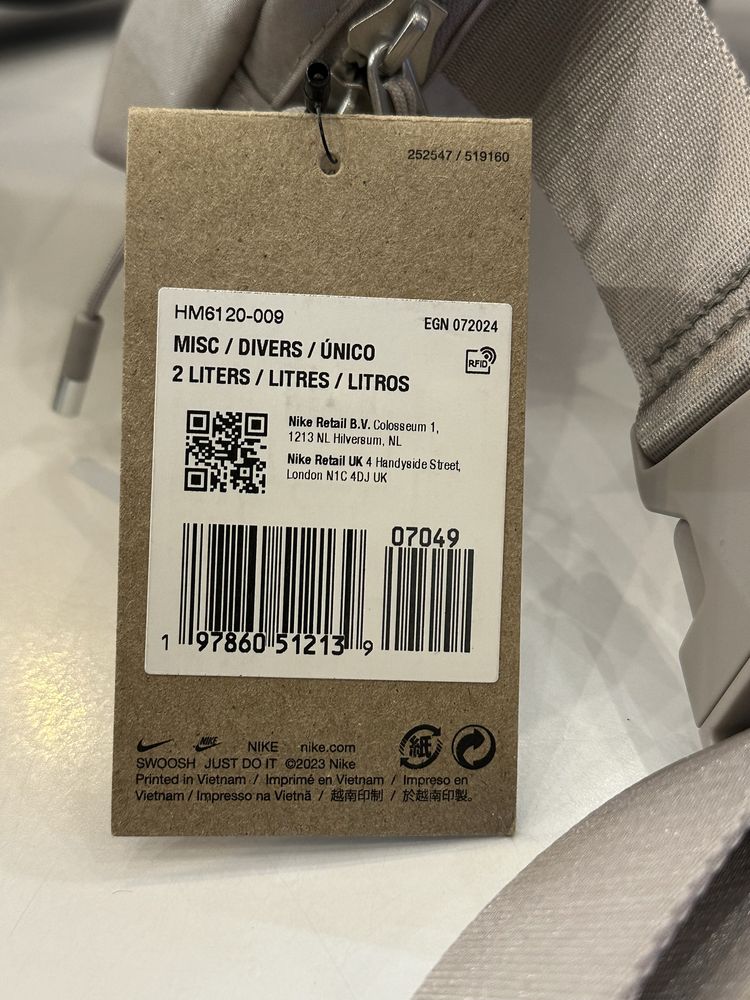 252547 / 519160
HM6120-009
EGN 072024
MISC / DIVERS / ÚNICO
2 LITERS / LITRES / LITROS
RFID
Nike Retail B.V. Colosseum 1,
1213 NL Hilversum, NL
Nike Retail UK 4 Handyside Street,
London N1C 4DJ UK
07049
1 97860 51213 9
NIKE NIKE nike.com
SWOOSH JUST DO IT ©2023 Nike
Printed in Vietnam / Imprimé en Vietnam / Impreso en
Vietnam / Impresso na Vietnã / 越南印制 / 於越南印製。
紙